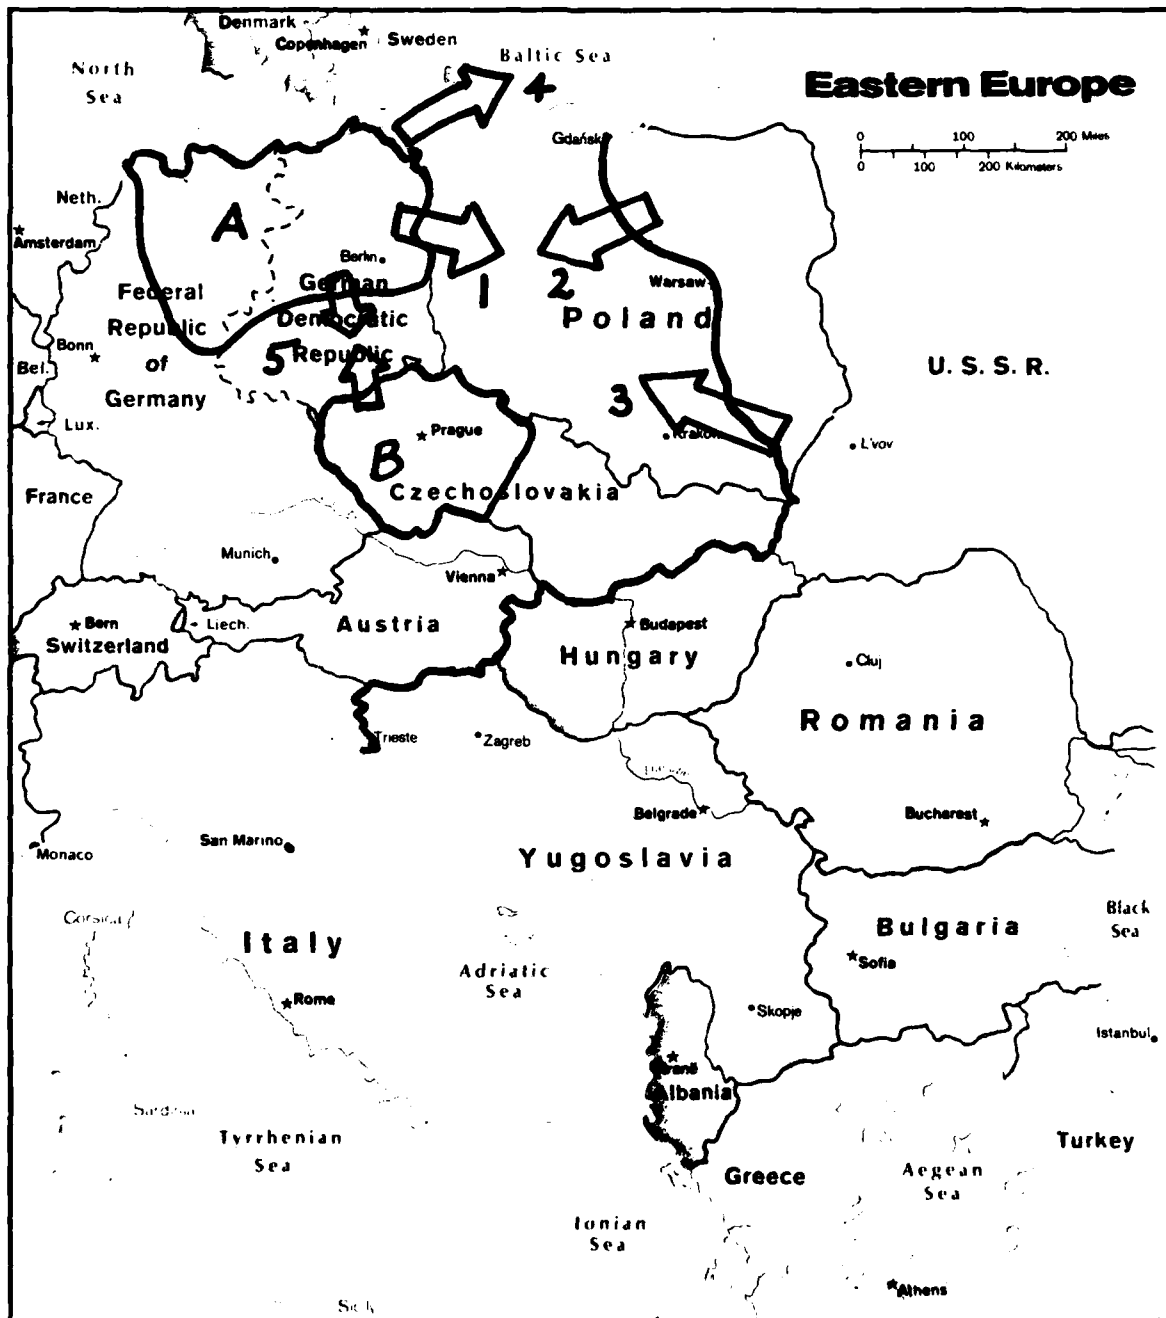 Denmark
Copenhagen
Sweden
Baltic Sea
North
Sea
4
Eastern Europe
0 100 200 Miles
0 100 200 Kilometers
Gdańsk
Neth.
A
Amsterdam
Berlin
Federal
Republic
of
Germany
German
Democratic
Republic
1
2
Warsaw
Poland
U. S. S. R.
Bonn
Bel.
5
3
Lux.
Prague
B
Krakow
L'vov
Czechoslovakia
France
Munich
Vienna
Bern
Switzerland
Liech.
Austria
Budapest
Hungary
Cluj
Romania
Trieste
Zagreb
Belgrade
Bucharest
Monaco
San Marino
Yugoslavia
Corsica
Italy
Bulgaria
Black
Sea
Sofia
Adriatic
Sea
Rome
Skopje
Istanbul
Albania
Sardinia
Tyrrhenian
Sea
Greece
Aegean
Sea
Turkey
Ionian
Sea
Athens